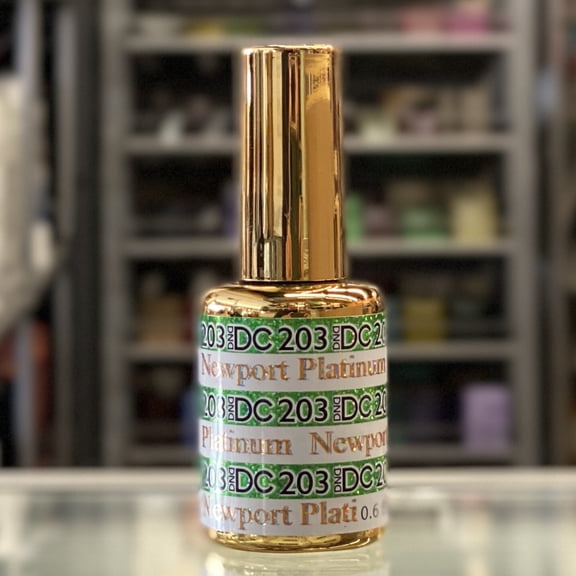 203 DND DC 203 DND DC 20
Newport Platinum
203 DND DC 203 DND DC 20
Platinum Newpor
203 DND DC 203 DND DC 20
Newport Plati 0.6